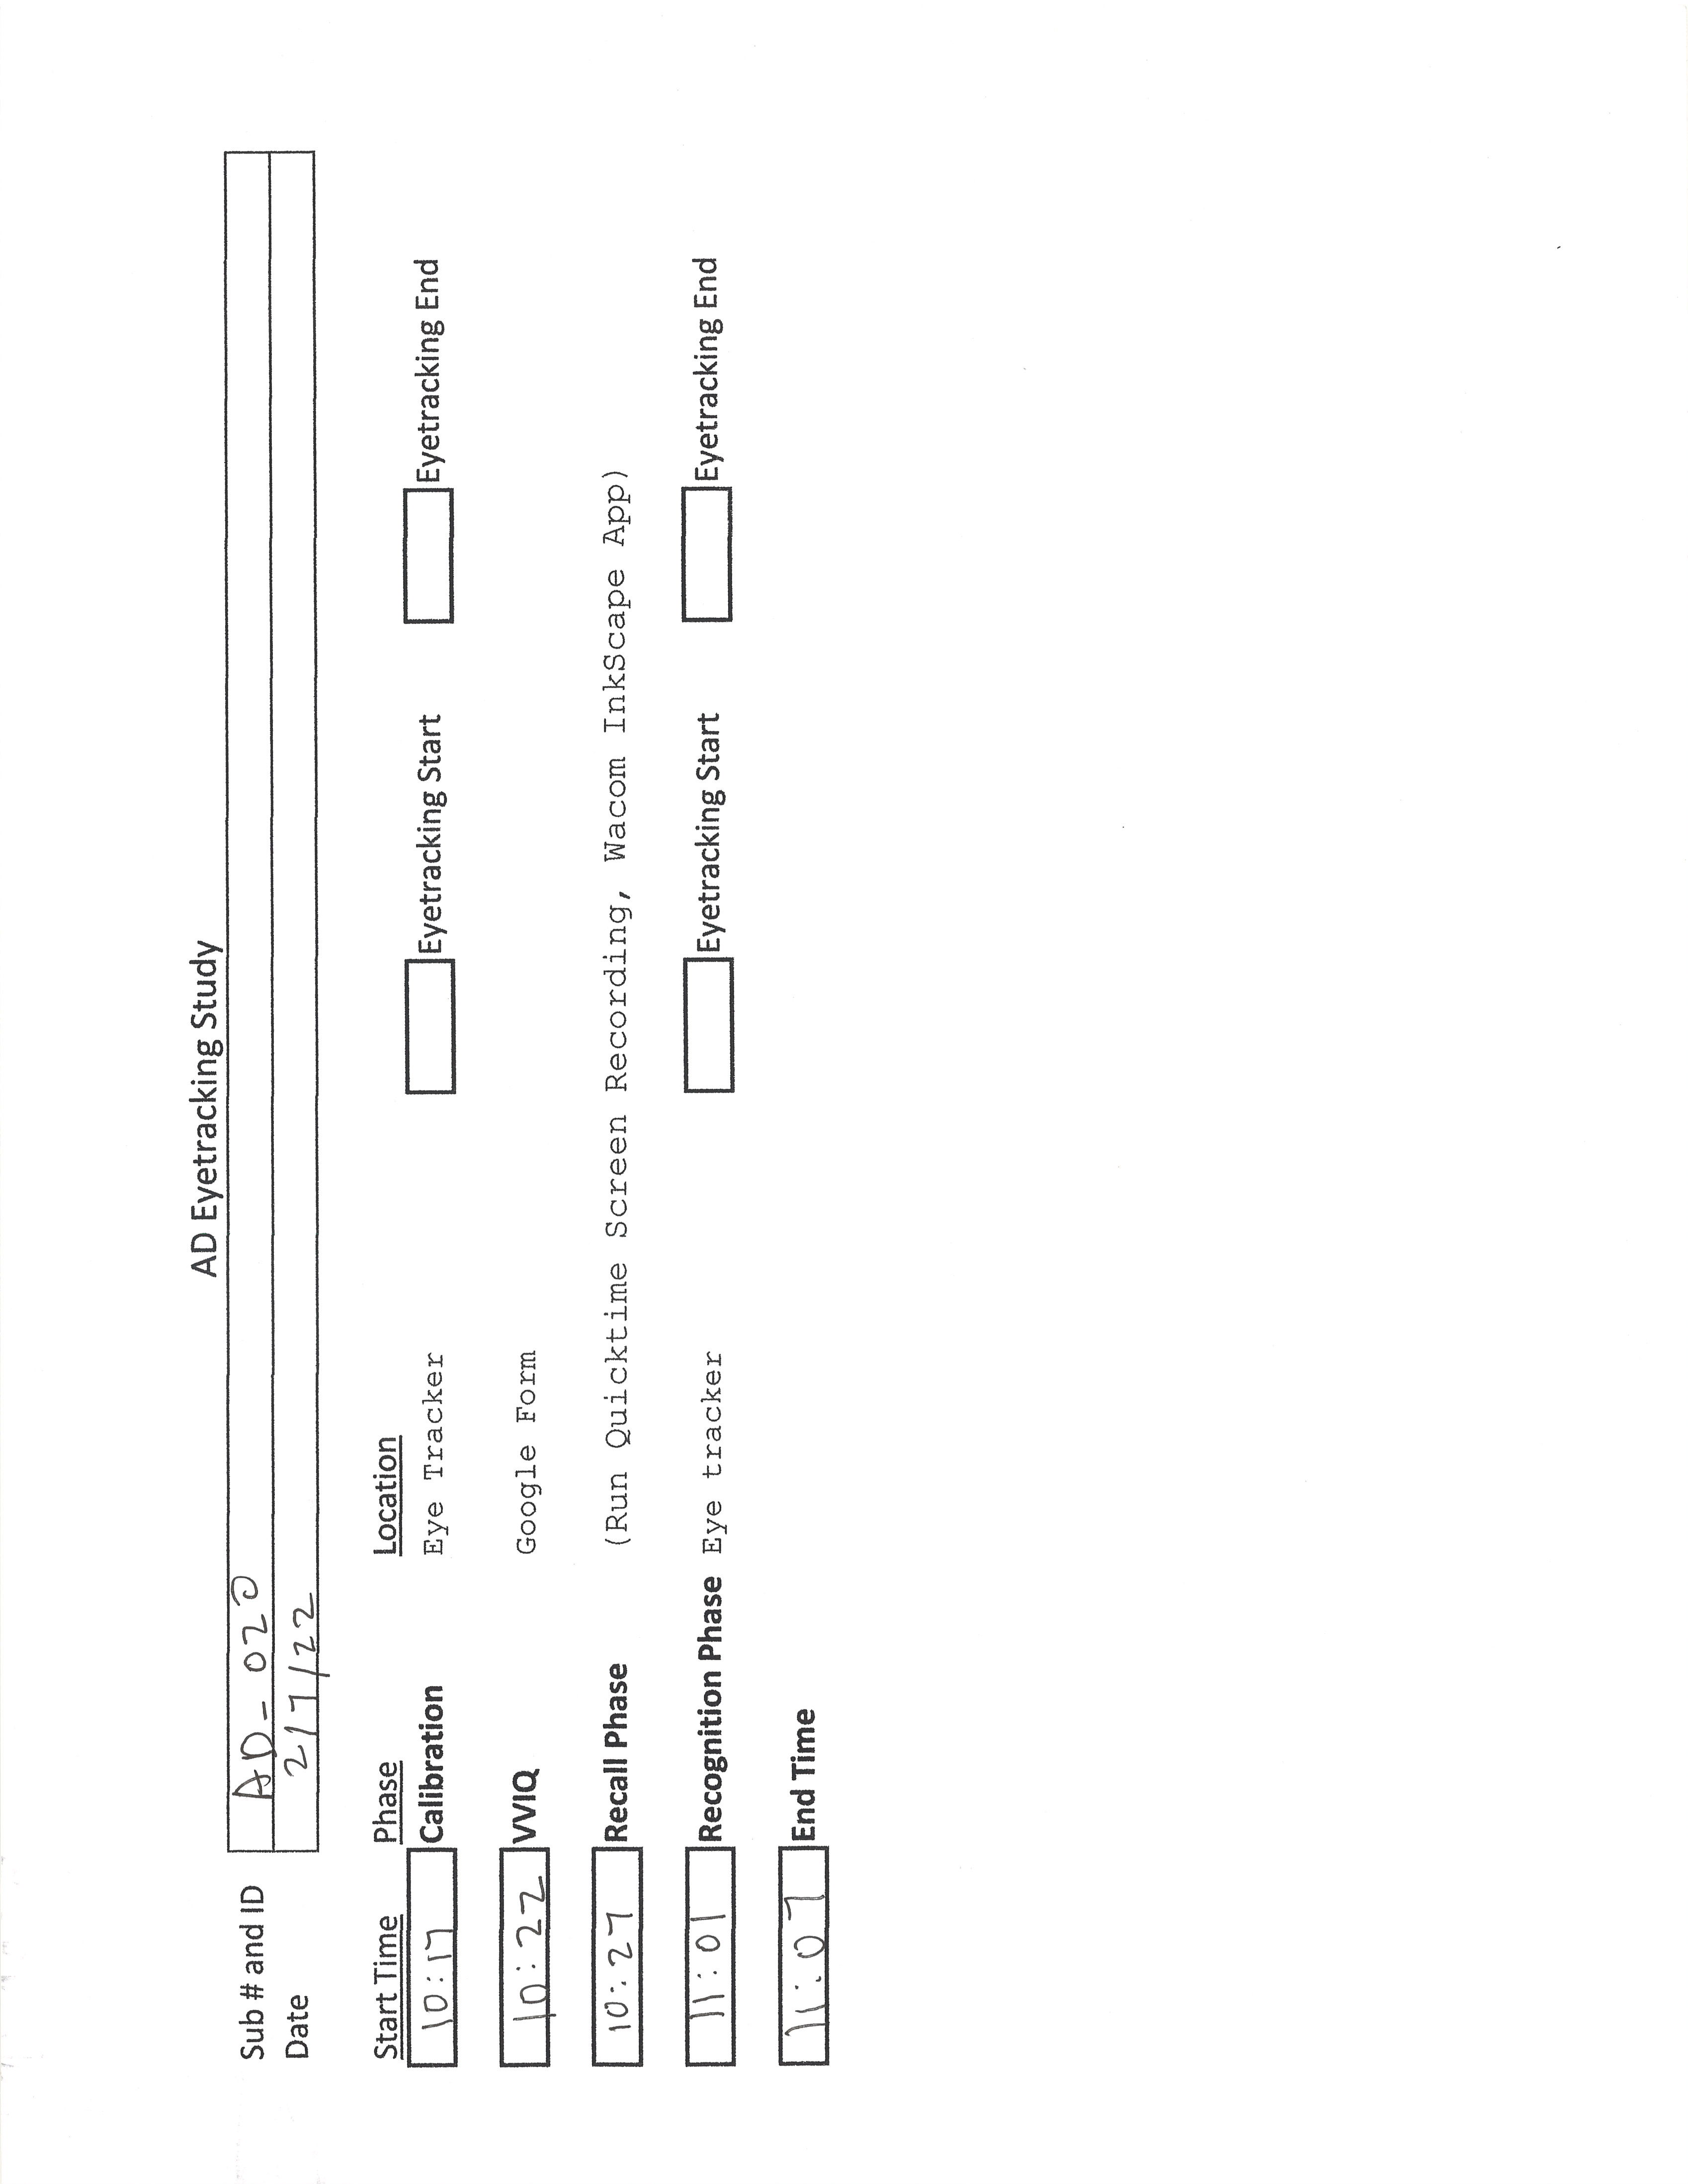 AD Eyetracking Study
Sub # and ID AD_020
Date 2/7/22
Start Time Phase Location
10:17 Calibration Eye Tracker Eyetracking Start Eyetracking End
10:22 VVIQ Google Form
10:27 Recall Phase (Run Quicktime Screen Recording, Wacom InkScape App)
11:01 Recognition Phase Eye tracker Eyetracking Start Eyetracking End
11:07 End Time